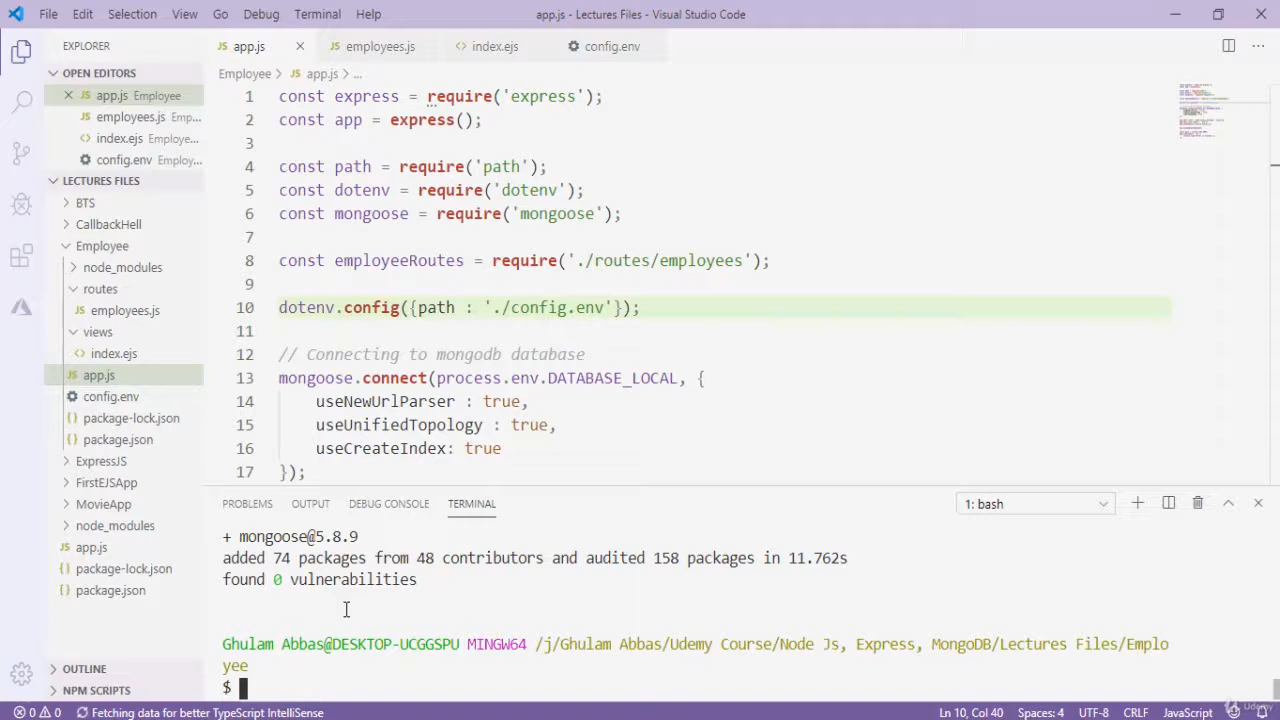 File Edit Selection View Go Debug Terminal Help app.js - Lectures Files - Visual Studio Code
EXPLORER
OPEN EDITORS
app.js Employee
employees.js Emp...
index.ejs Employe...
config.env Employ...
LECTURES FILES
BTS
CallbackHell
Employee
node_modules
routes
JS employees.js
views
<> index.ejs
JS app.js
config.env
{} package-lock.json
{} package.json
ExpressJS
FirstEJSApp
MovieApp
node_modules
JS app.js
{} package-lock.json
{} package.json
OUTLINE
NPM SCRIPTS
JS app.js JS employees.js <> index.ejs config.env
Employee > JS app.js > ...
1 const express = require('express');
2 const app = express();
3
4 const path = require('path');
5 const dotenv = require('dotenv');
6 const mongoose = require('mongoose');
7
8 const employeeRoutes = require('./routes/employees');
9
10 dotenv.config({path : './config.env'});
11
12 // Connecting to mongodb database
13 mongoose.connect(process.env.DATABASE_LOCAL, {
14 useNewUrlParser : true,
15 useUnifiedTopology : true,
16 useCreateIndex: true
17 });
PROBLEMS OUTPUT DEBUG CONSOLE TERMINAL 1: bash
+ mongoose@5.8.9
added 74 packages from 48 contributors and audited 158 packages in 11.762s
found 0 vulnerabilities
Ghulam Abbas@DESKTOP-UCGGSPU MINGW64 /j/Ghulam Abbas/Udemy Course/Node Js, Express, MongoDB/Lectures Files/Emplo
yee
$
0 0 Fetching data for better TypeScript IntelliSense Ln 10, Col 40 Spaces: 4 UTF-8 CRLF JavaScript
Udemy